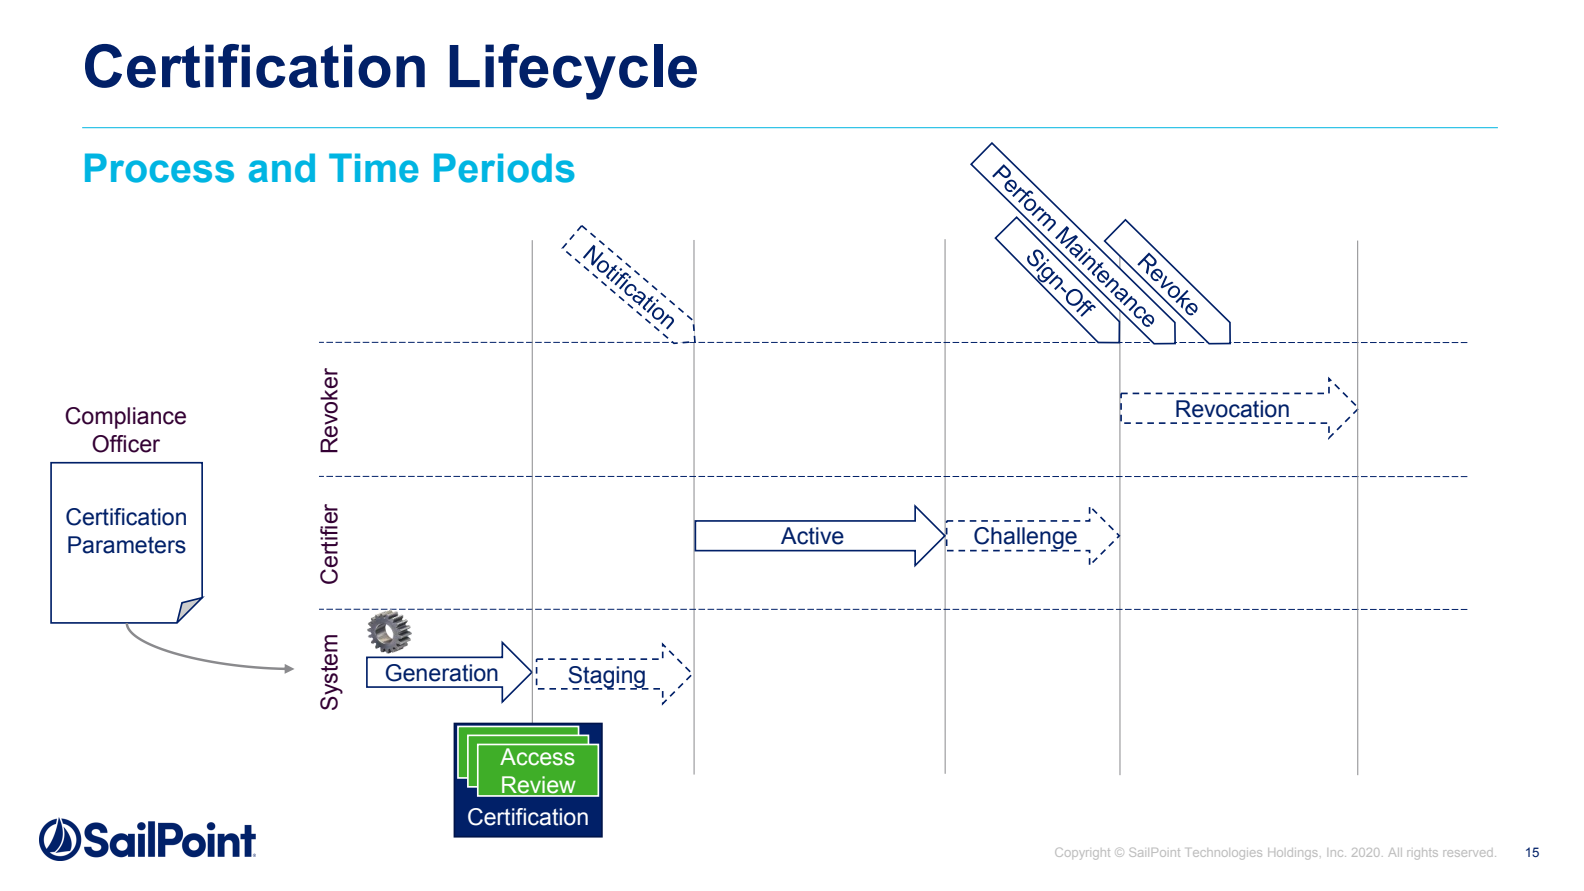 Certification Lifecycle
Process and Time Periods
Notification
Perform Maintenance
Sign-Off
Revoke
Revoker
Revocation
Compliance
Officer
Certification
Parameters
Certifier
Active
Challenge
System
Generation
Staging
Access
Review
Certification
SailPoint
Copyright © SailPoint Technologies Holdings, Inc. 2020. All rights reserved.
15